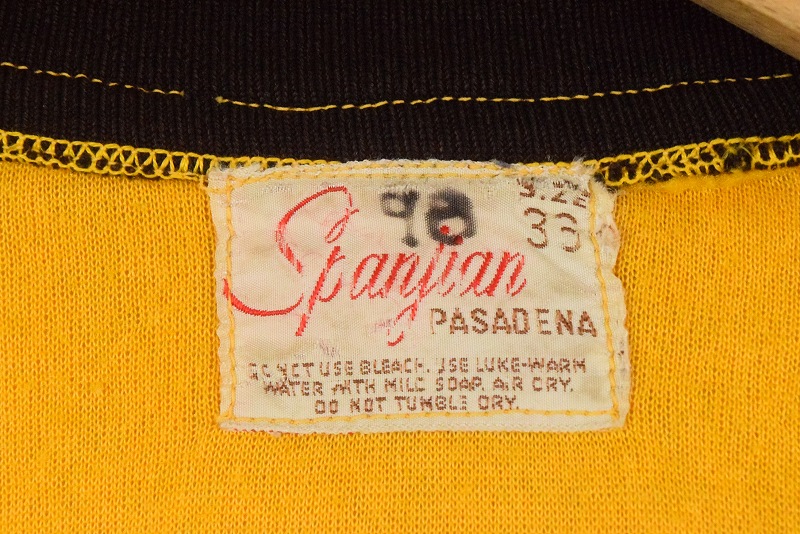 98
33
Spanjian
PASADENA
DO NOT USE BLEACH. USE LUKE-WARM
WATER WITH MILD SOAP. AIR DRY.
DO NOT TUMBLE DRY.